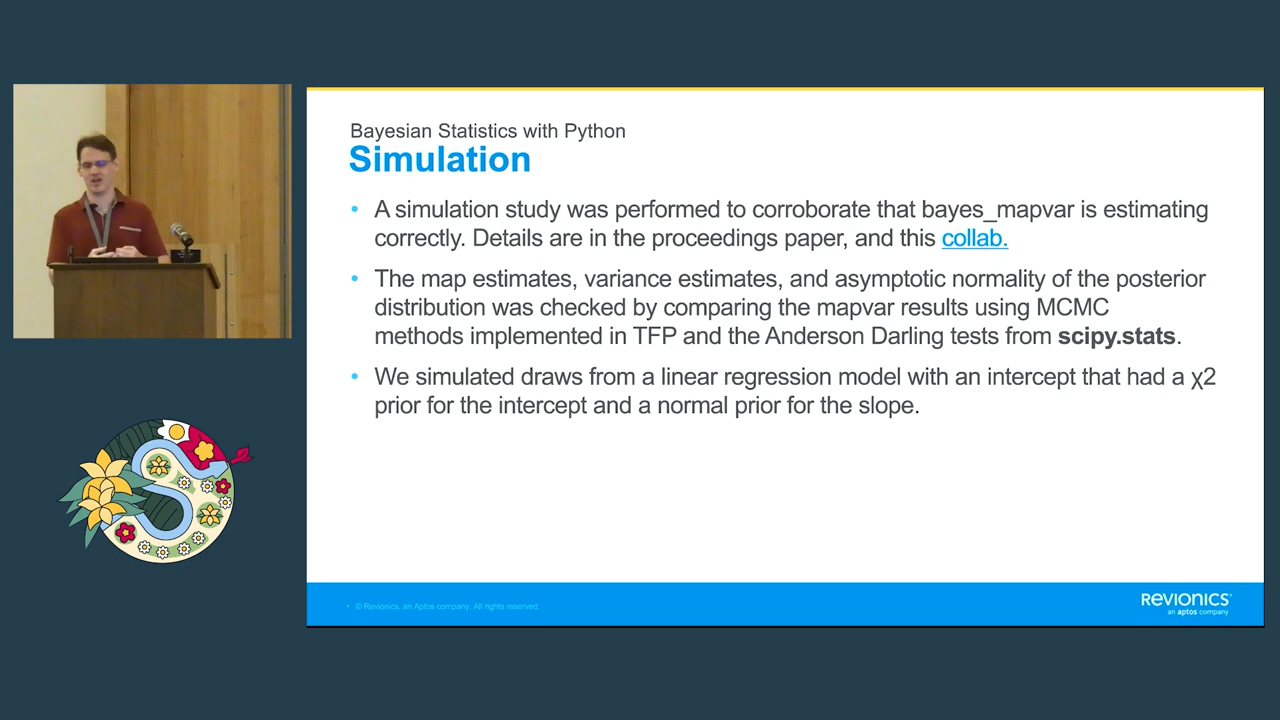 Bayesian Statistics with Python
Simulation
• A simulation study was performed to corroborate that bayes_mapvar is estimating
correctly. Details are in the proceedings paper, and this collab.
• The map estimates, variance estimates, and asymptotic normality of the posterior
distribution was checked by comparing the mapvar results using MCMC
methods implemented in TFP and the Anderson Darling tests from scipy.stats.
• We simulated draws from a linear regression model with an intercept that had a χ2
prior for the intercept and a normal prior for the slope.
• © Revionics, an Aptos company. All rights reserved.
REVIONICS
an aptos company